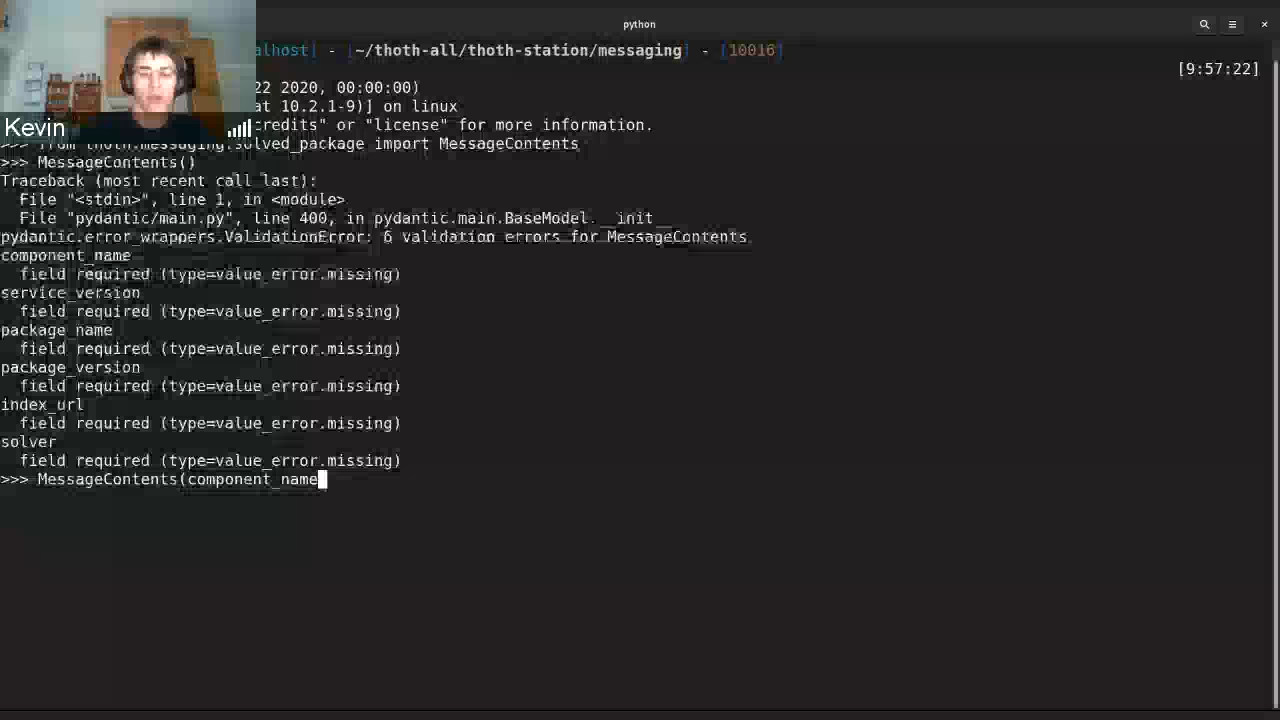 python
alhost] - [~/thoth-all/thoth-station/messaging] - [10016]
[9:57:22]
22 2020, 00:00:00)
at 10.2.1-9)] on linux
credits" or "license" for more information.
Kevin
>>> from thoth.messaging.solved_package import MessageContents
>>> MessageContents()
Traceback (most recent call last):
  File "<stdin>", line 1, in <module>
  File "pydantic/main.py", line 400, in pydantic.main.BaseModel.__init__
pydantic.error_wrappers.ValidationError: 6 validation errors for MessageContents
component_name
  field required (type=value_error.missing)
service_version
  field required (type=value_error.missing)
package_name
  field required (type=value_error.missing)
package_version
  field required (type=value_error.missing)
index_url
  field required (type=value_error.missing)
solver
  field required (type=value_error.missing)
>>> MessageContents(component_name